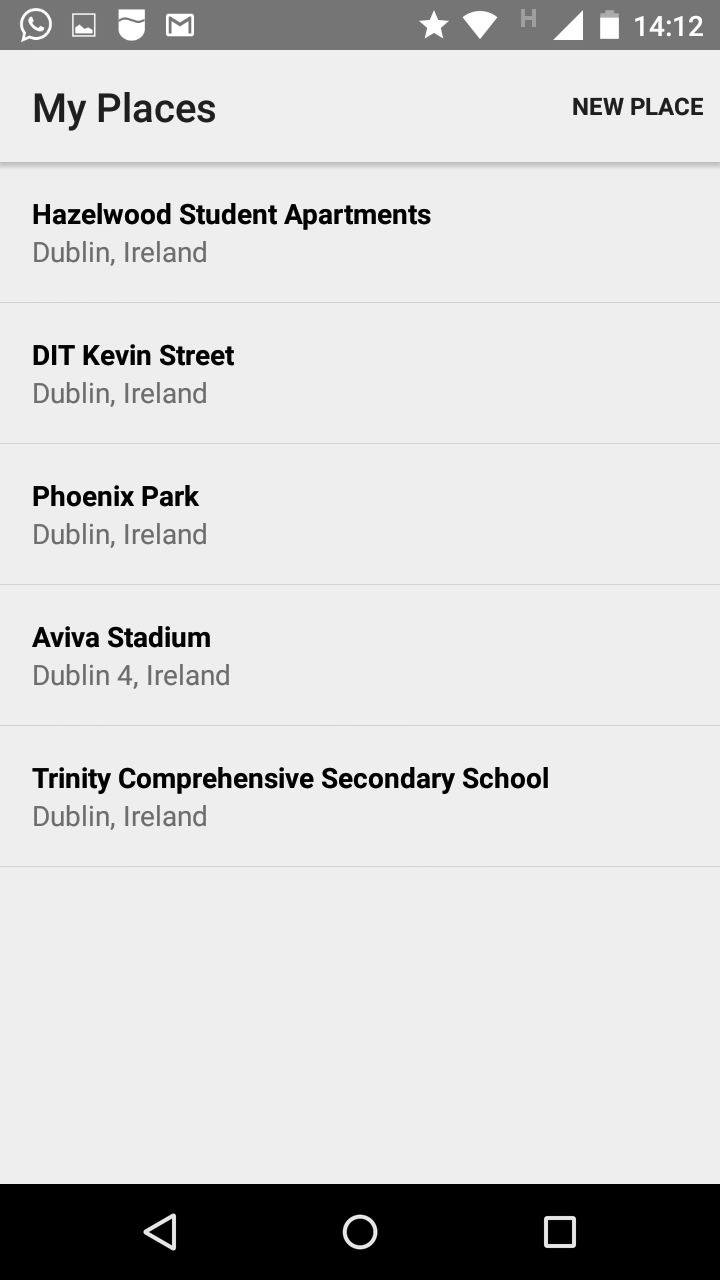 H 14:12
My Places
NEW PLACE
Hazelwood Student Apartments
Dublin, Ireland
DIT Kevin Street
Dublin, Ireland
Phoenix Park
Dublin, Ireland
Aviva Stadium
Dublin 4, Ireland
Trinity Comprehensive Secondary School
Dublin, Ireland